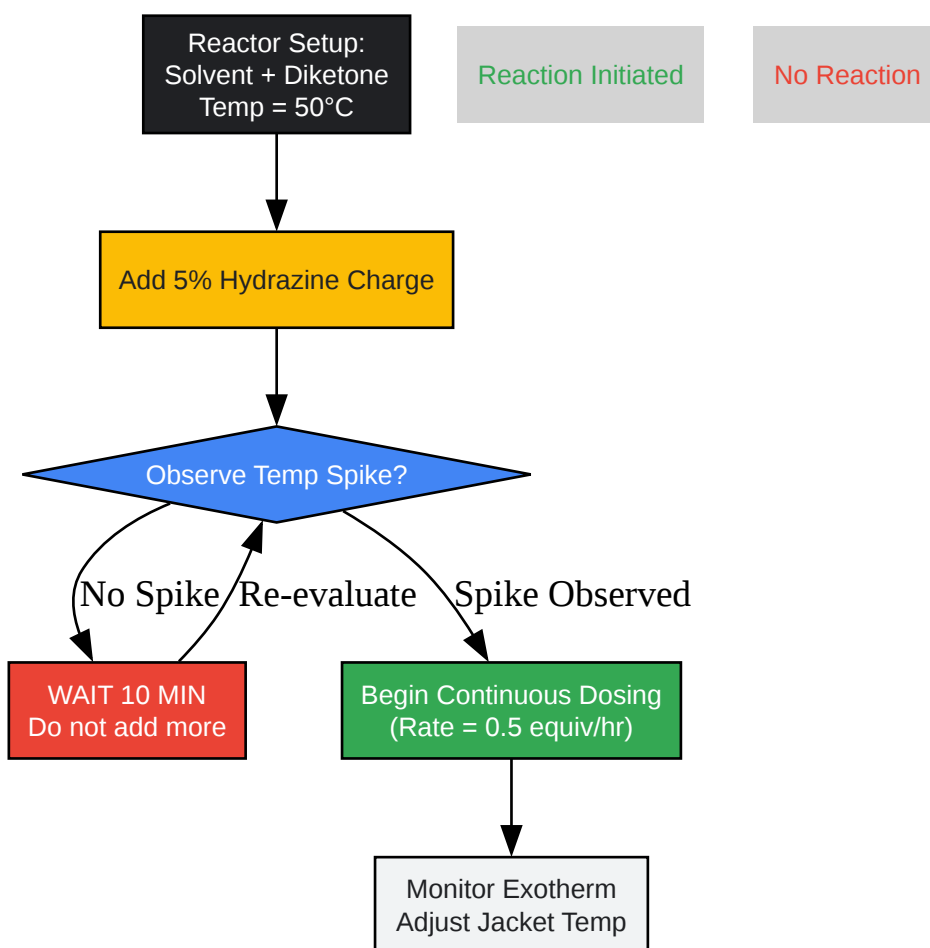 Reactor Setup:
Solvent + Diketone
Temp = 50°C
Reaction Initiated
No Reaction
Add 5% Hydrazine Charge
Observe Temp Spike?
No Spike
Re-evaluate
Spike Observed
WAIT 10 MIN
Do not add more
Begin Continuous Dosing
(Rate = 0.5 equiv/hr)
Monitor Exotherm
Adjust Jacket Temp